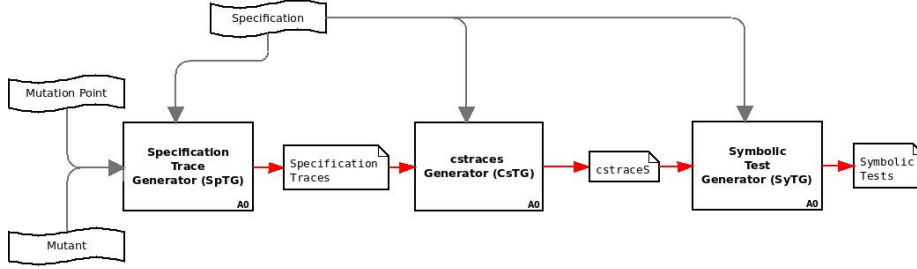 Specification
Mutation Point
Specification
Trace
Generator (SpTG)
A0
Specification
Traces
cstraces
Generator (CsTG)
A0
cstraceS
Symbolic
Test
Generator (SyTG)
A0
Symbolic
Tests
Mutant